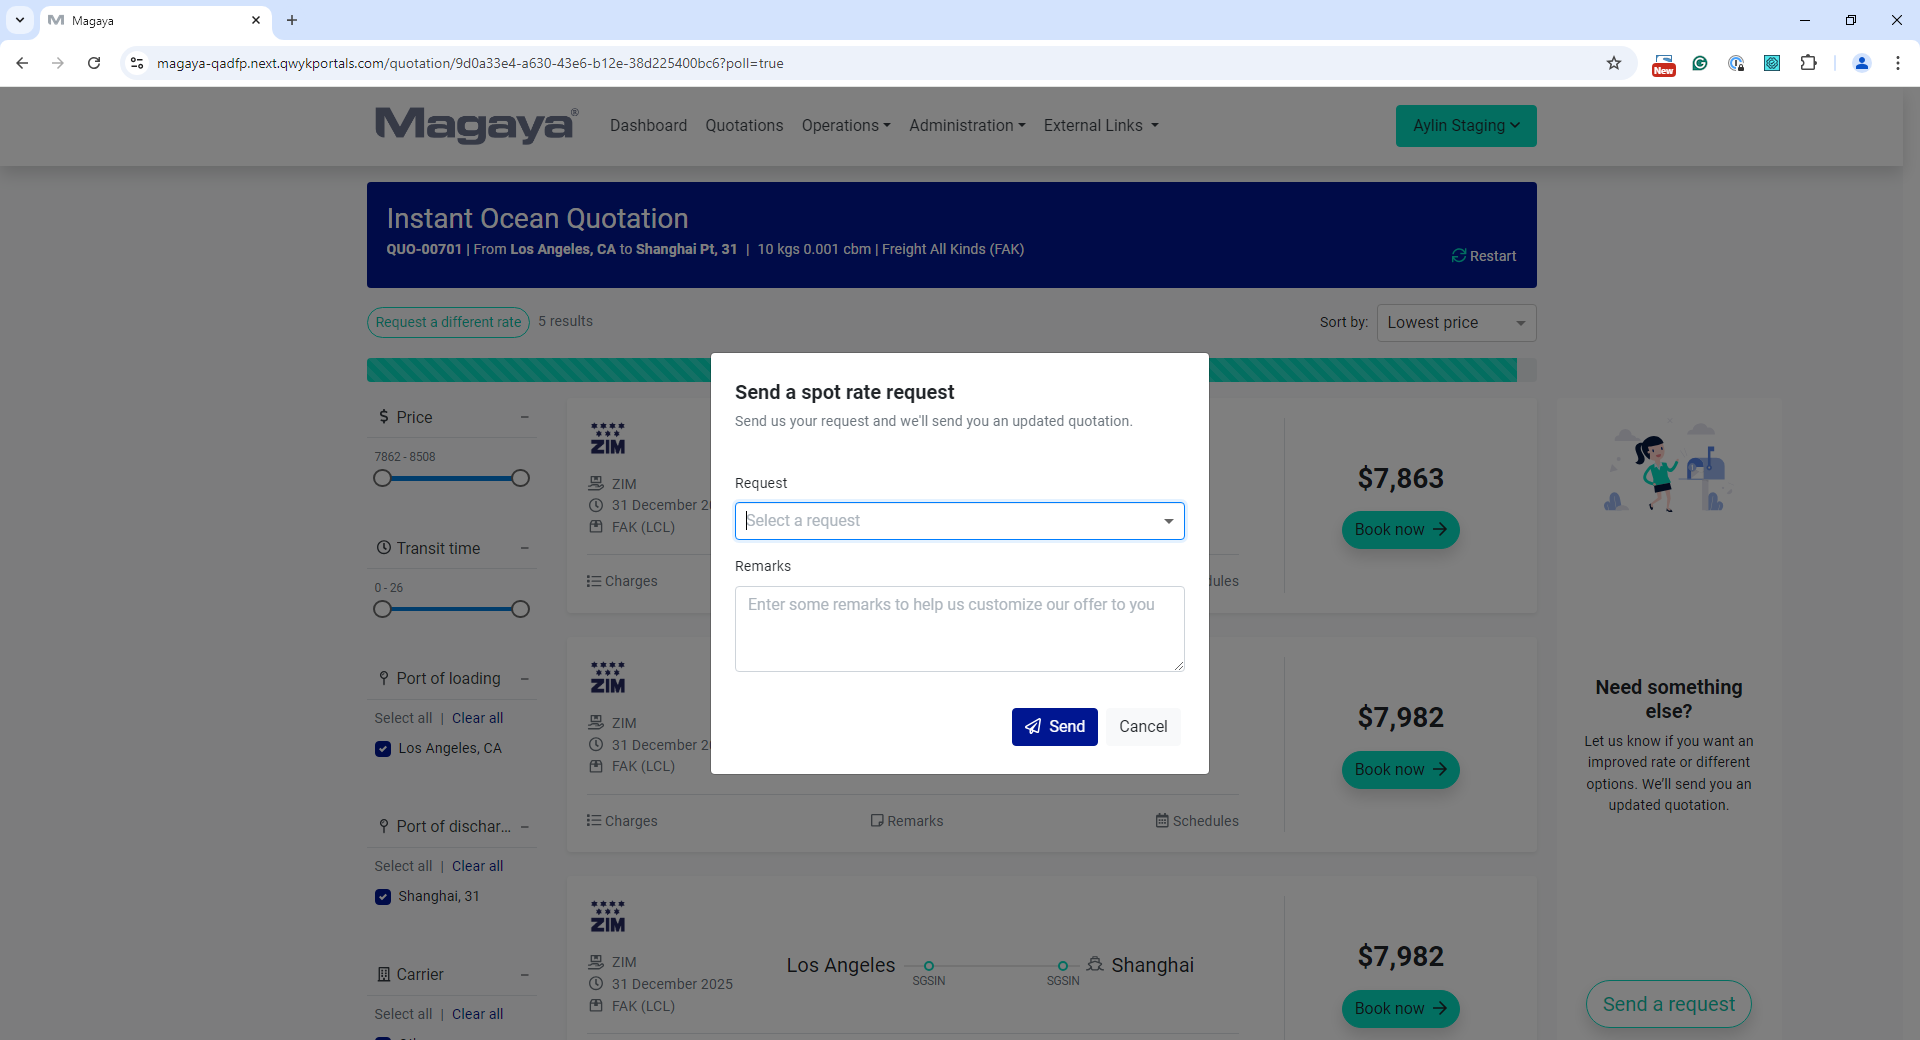 Magaya
magaya-qadfp.next.qwykportals.com/quotation/9d0a33e4-a630-43e6-b12e-38d225400bc6?poll=true
New
Magaya®
Dashboard
Quotations
Operations
Administration
External Links
Aylin Staging
Instant Ocean Quotation
QUO-00701 | From Los Angeles, CA to Shanghai Pt, 31 | 10 kgs 0.001 cbm | Freight All Kinds (FAK)
Restart
Request a different rate
5 results
Sort by:
Lowest price
Price
7862 - 8508
Transit time
0 - 26
Port of loading
Select all | Clear all
Los Angeles, CA
Port of dischar...
Select all | Clear all
Shanghai, 31
Carrier
Select all | Clear all
ZIM
ZIM
31 December 20
FAK (LCL)
Charges
$7,863
Book now
Send a spot rate request
Send us your request and we'll send you an updated quotation.
Request
Select a request
Remarks
Enter some remarks to help us customize our offer to you
Send
Cancel
ZIM
ZIM
31 December 20
FAK (LCL)
Charges
Remarks
Schedules
$7,982
Book now
ZIM
ZIM
31 December 2025
FAK (LCL)
Los Angeles
SGSIN
SGSIN
Shanghai
$7,982
Book now
Need something
else?
Let us know if you want an
improved rate or different
options. We'll send you an
updated quotation.
Send a request